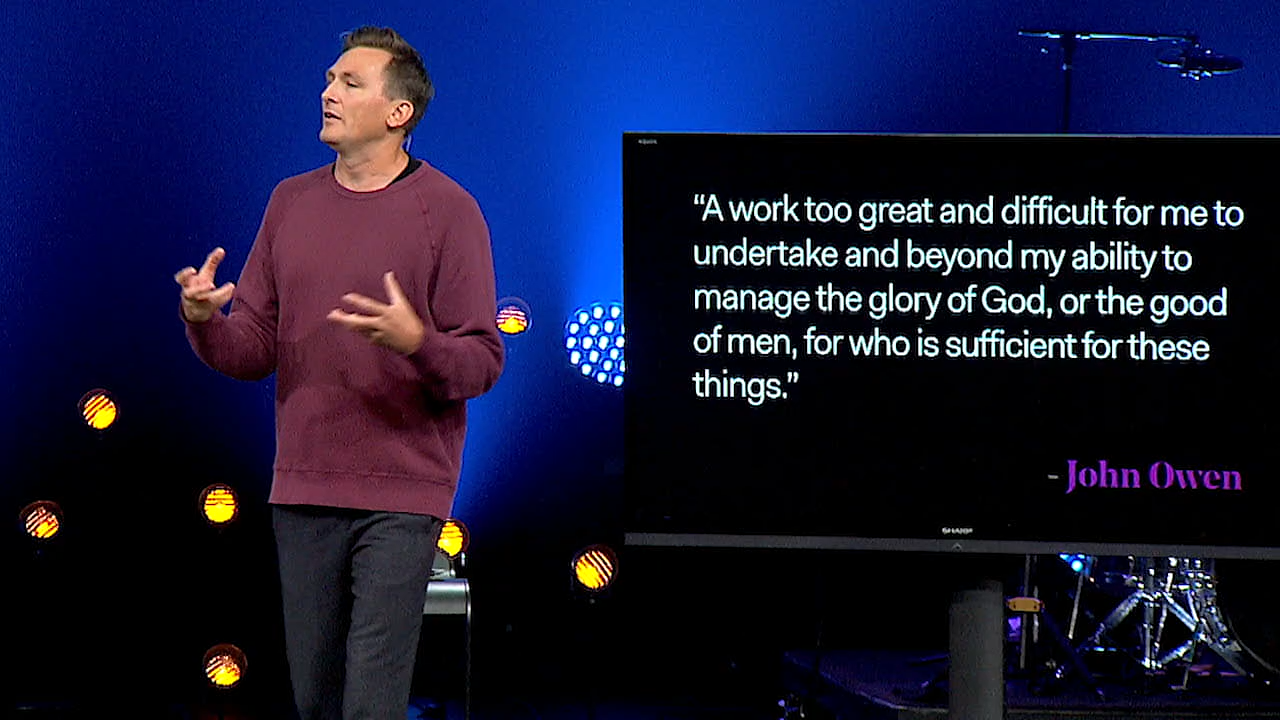 “A work too great and difficult for me to
undertake and beyond my ability to
manage the glory of God, or the good
of men, for who is sufficient for these
things.”
- John Owen
SHARP